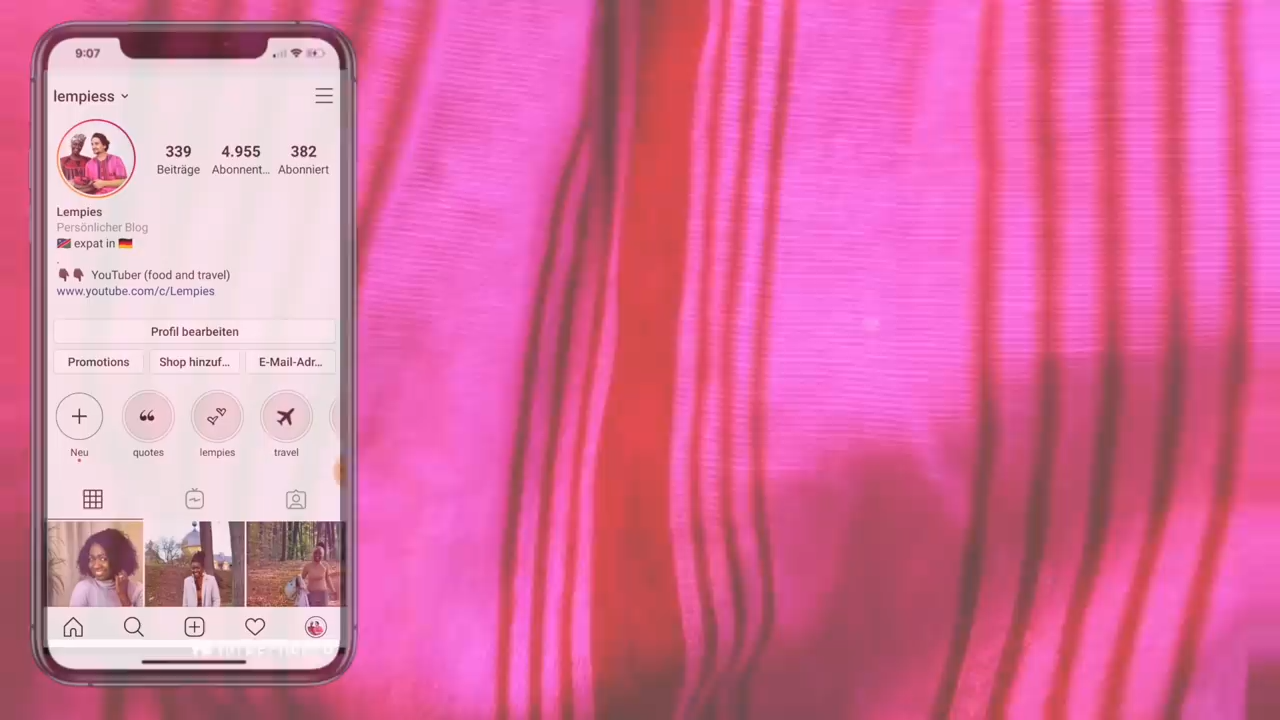 9:07
lempiess
339 4.955 382
Beiträge Abonnent... Abonniert
Lempies
Persönlicher Blog
🇳🇦 expat in 🇩🇪
.
👇🏿👇🏿 YouTuber (food and travel)
www.youtube.com/c/Lempies
Profil bearbeiten
Promotions Shop hinzuf... E-Mail-Adr...
Neu quotes lempies travel